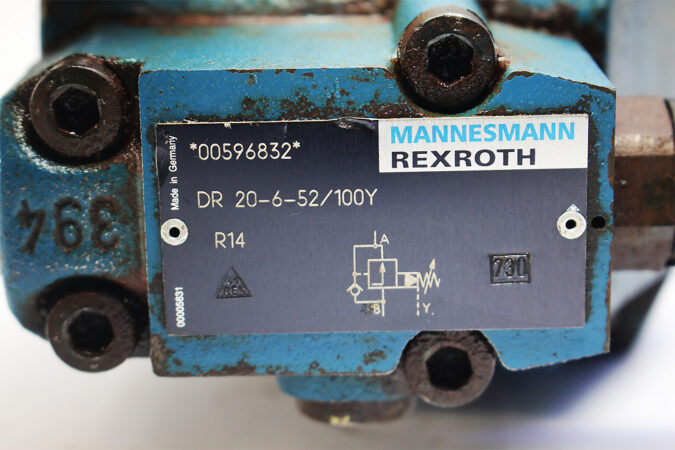 MANNESMANN
REXROTH
*00596832*
Made in Germany
DR 20-6-52/100Y
R14
A
730
B
Y
00005631
394